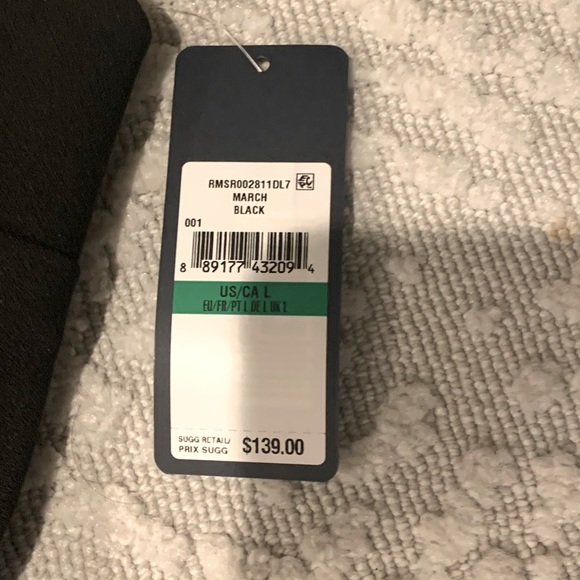 RMSR002811DL7
MARCH
BLACK
001
8 89177 43209 4
US/CA L
EU/FR/PT L DE L UK L
SUGG RETAIL/
PRIX SUGG $139.00